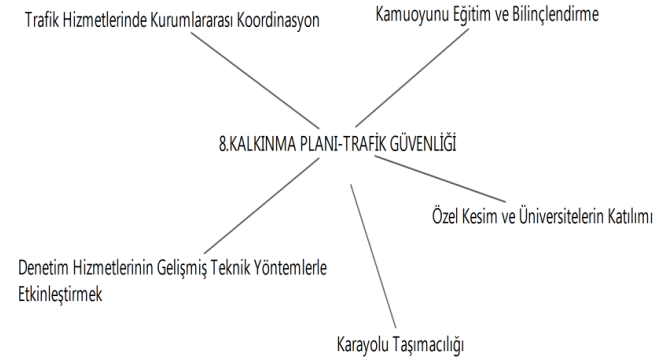 Trafik Hizmetlerinde Kurumlararası Koordinasyon
Kamuoyunu Eğitim ve Bilinçlendirme
8.KALKINMA PLANI-TRAFİK GÜVENLİĞİ
Özel Kesim ve Üniversitelerin Katılımı
Denetim Hizmetlerinin Gelişmiş Teknik Yöntemlerle
Etkinleştirmek
Karayolu Taşımacılığı